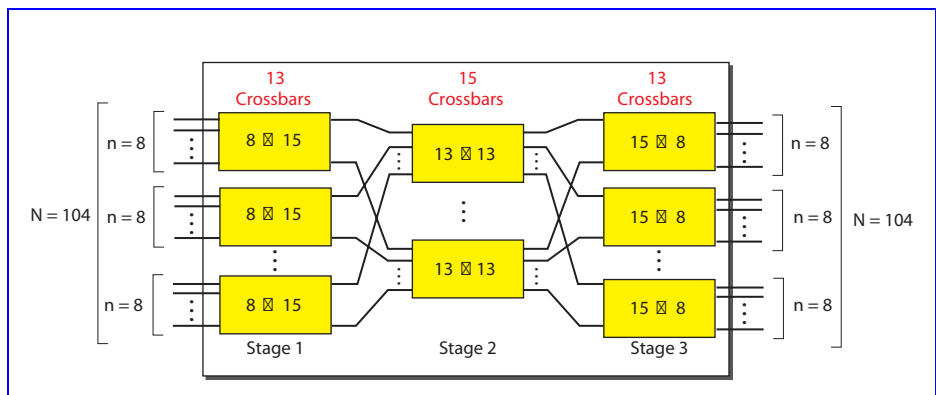 13
Crossbars
15
Crossbars
13
Crossbars
n = 8
8 15
13 13
15 8
n = 8
N = 104
n = 8
8 15
15 8
n = 8
N = 104
13 13
n = 8
8 15
15 8
n = 8
Stage 1
Stage 2
Stage 3